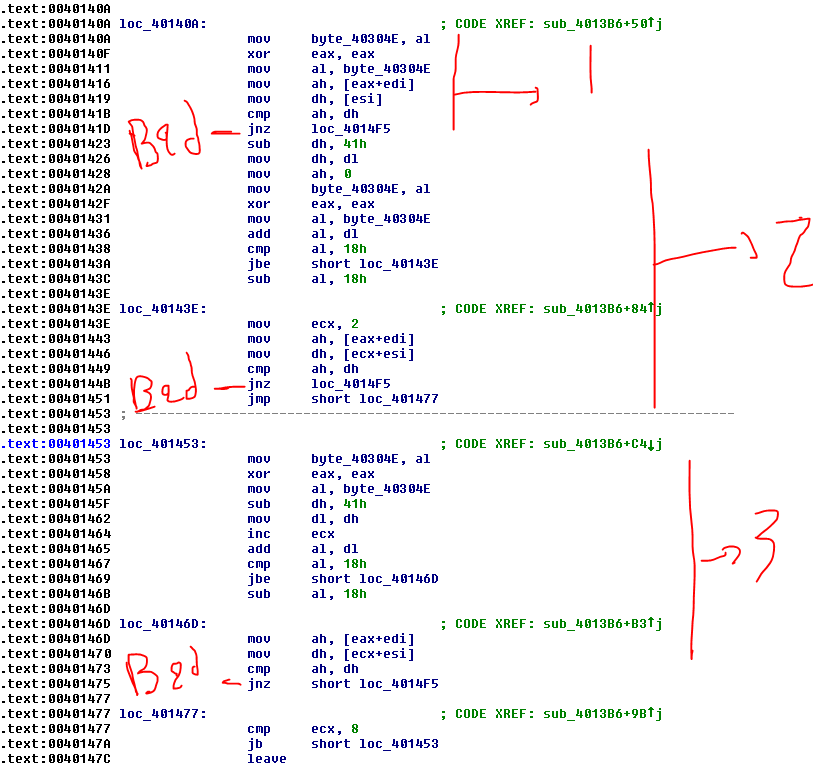 .text:0040140A
.text:0040140A loc_40140A: ; CODE XREF: sub_4013B6+50↑j
.text:0040140A mov byte_40304E, al
.text:0040140F xor eax, eax
.text:00401411 mov al, byte_40304E
.text:00401416 mov ah, [eax+edi]
.text:00401419 mov dh, [esi]
.text:0040141B cmp ah, dh
.text:0040141D jnz loc_4014F5
.text:00401423 sub dh, 41h
.text:00401426 mov dh, dl
.text:00401428 mov ah, 0
.text:0040142A mov byte_40304E, al
.text:0040142F xor eax, eax
.text:00401431 mov al, byte_40304E
.text:00401436 add al, dl
.text:00401438 cmp al, 18h
.text:0040143A jbe short loc_40143E
.text:0040143C sub al, 18h
.text:0040143E
.text:0040143E loc_40143E: ; CODE XREF: sub_4013B6+84↑j
.text:0040143E mov ecx, 2
.text:00401443 mov ah, [eax+edi]
.text:00401446 mov dh, [ecx+esi]
.text:00401449 cmp ah, dh
.text:0040144B jnz loc_4014F5
.text:00401451 jmp short loc_401477
.text:00401453 ; ---------------------------------------------------------------------------
.text:00401453
.text:00401453 loc_401453: ; CODE XREF: sub_4013B6+C4↓j
.text:00401453 mov byte_40304E, al
.text:00401458 xor eax, eax
.text:0040145A mov al, byte_40304E
.text:0040145F sub dh, 41h
.text:00401462 mov dl, dh
.text:00401464 inc ecx
.text:00401465 add al, dl
.text:00401467 cmp al, 18h
.text:00401469 jbe short loc_40146D
.text:0040146B sub al, 18h
.text:0040146D
.text:0040146D loc_40146D: ; CODE XREF: sub_4013B6+B3↑j
.text:0040146D mov ah, [eax+edi]
.text:00401470 mov dh, [ecx+esi]
.text:00401473 cmp ah, dh
.text:00401475 jnz short loc_4014F5
.text:00401477
.text:00401477 loc_401477: ; CODE XREF: sub_4013B6+9B↑j
.text:00401477 cmp ecx, 8
.text:0040147A jb short loc_401453
.text:0040147C leave
Bad
Bad
Bad
1
2
3